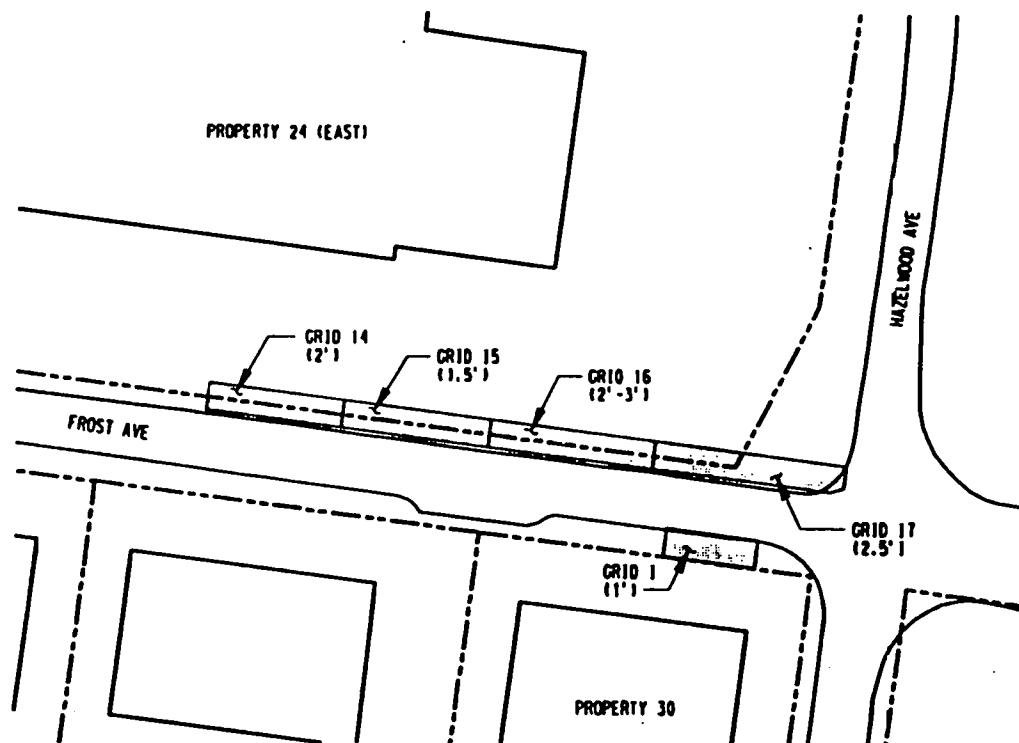 PROPERTY 24 (EAST)
HAZELWOOD AVE
GRID 14
(2')
GRID 15
(1.5')
GRID 16
(2'-3')
FROST AVE
GRID 17
(2.5')
GRID 1
(1')
PROPERTY 30